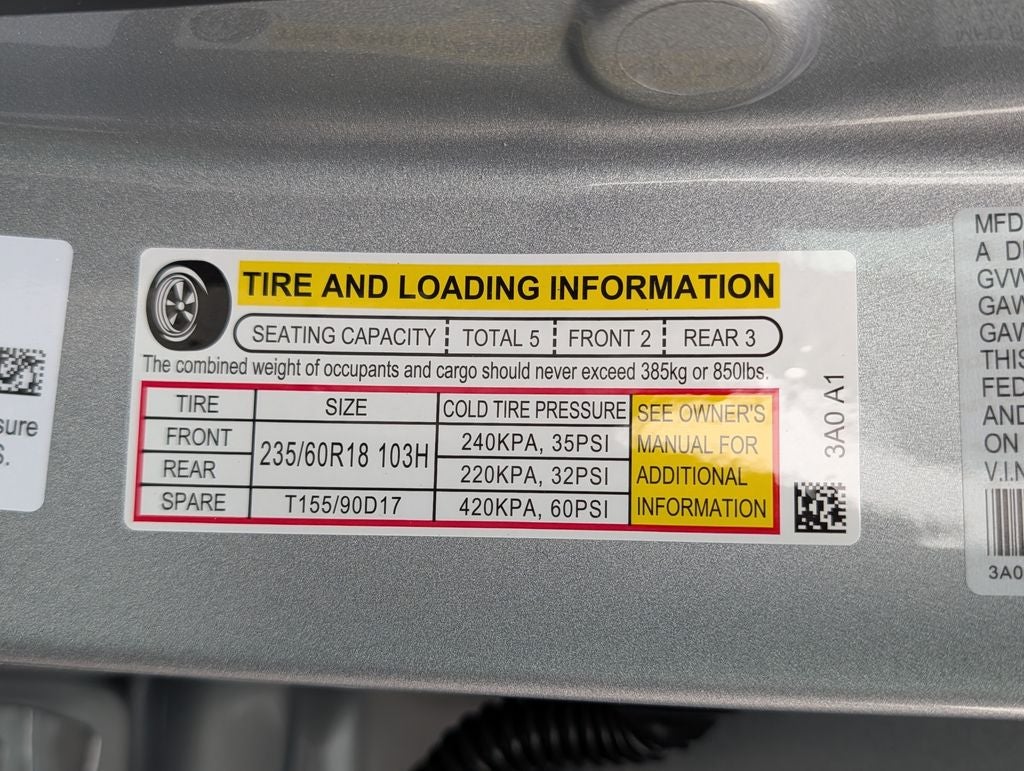 TIRE AND LOADING INFORMATION
SEATING CAPACITY TOTAL 5 FRONT 2 REAR 3
The combined weight of occupants and cargo should never exceed 385kg or 850lbs.
TIRE SIZE COLD TIRE PRESSURE
FRONT 235/60R18 103H 240KPA, 35PSI
REAR 220KPA, 32PSI
SPARE T155/90D17 420KPA, 60PSI
SEE OWNER'S
MANUAL FOR
ADDITIONAL
INFORMATION
3A0 A1
sure
S.
MFD
A D
GVW
GAW
GAW
THIS
FED
AND
ON
V.I.N
3A0